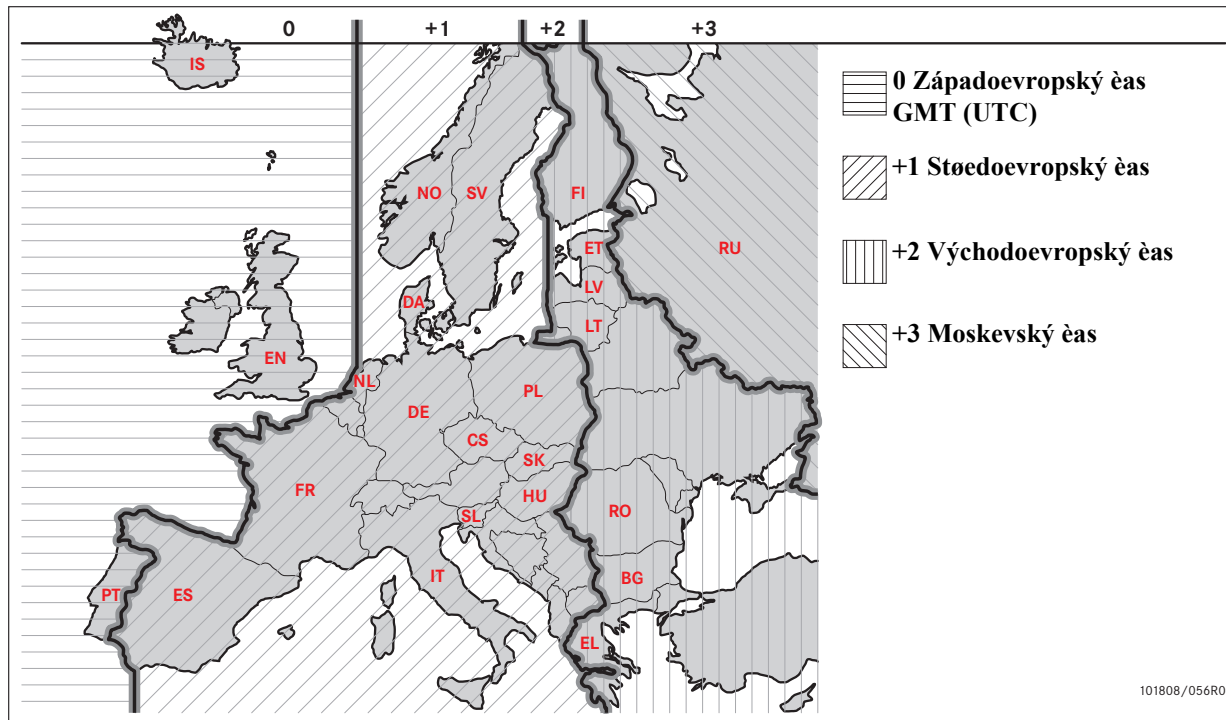 0 +1 +2 +3
IS
0 Západoevropský èas
GMT (UTC)
+1 Støedoevropský èas
NO SV FI
ET RU
+2 Východoevropský èas
LV
DA
LT
+3 Moskevský èas
EN
NL
PL
DE
CS
SK
FR
HU
SL RO
IT BG
PT ES
EL
101808/056R0